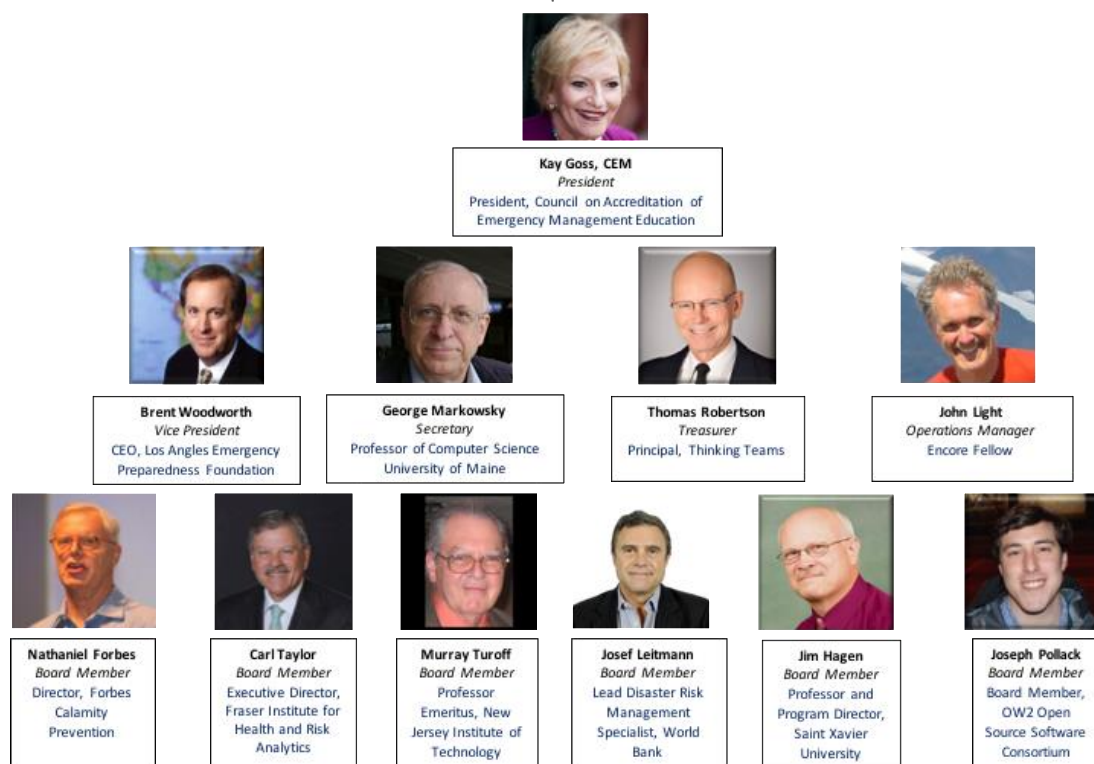 Kay Goss, CEM
President
President, Council on Accreditation of
Emergency Management Education
Brent Woodworth
Vice President
CEO, Los Angles Emergency
Preparedness Foundation
George Markowsky
Secretary
Professor of Computer Science
University of Maine
Thomas Robertson
Treasurer
Principal, Thinking Teams
John Light
Operations Manager
Encore Fellow
Nathaniel Forbes
Board Member
Director, Forbes
Calamity
Prevention
Carl Taylor
Board Member
Executive Director,
Fraser Institute for
Health and Risk
Analytics
Murray Turoff
Board Member
Professor
Emeritus, New
Jersey Institute of
Technology
Josef Leitmann
Board Member
Lead Disaster Risk
Management
Specialist, World
Bank
Jim Hagen
Board Member
Professor and
Program Director,
Saint Xavier
University
Joseph Pollack
Board Member
Board Member,
OW2 Open
Source Software
Consortium